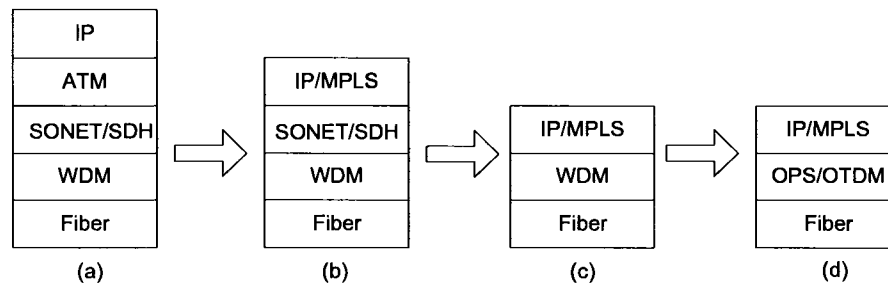 IP
ATM
SONET/SDH
WDM
Fiber
(a)
IP/MPLS
SONET/SDH
WDM
Fiber
(b)
IP/MPLS
WDM
Fiber
(c)
IP/MPLS
OPS/OTDM
Fiber
(d)